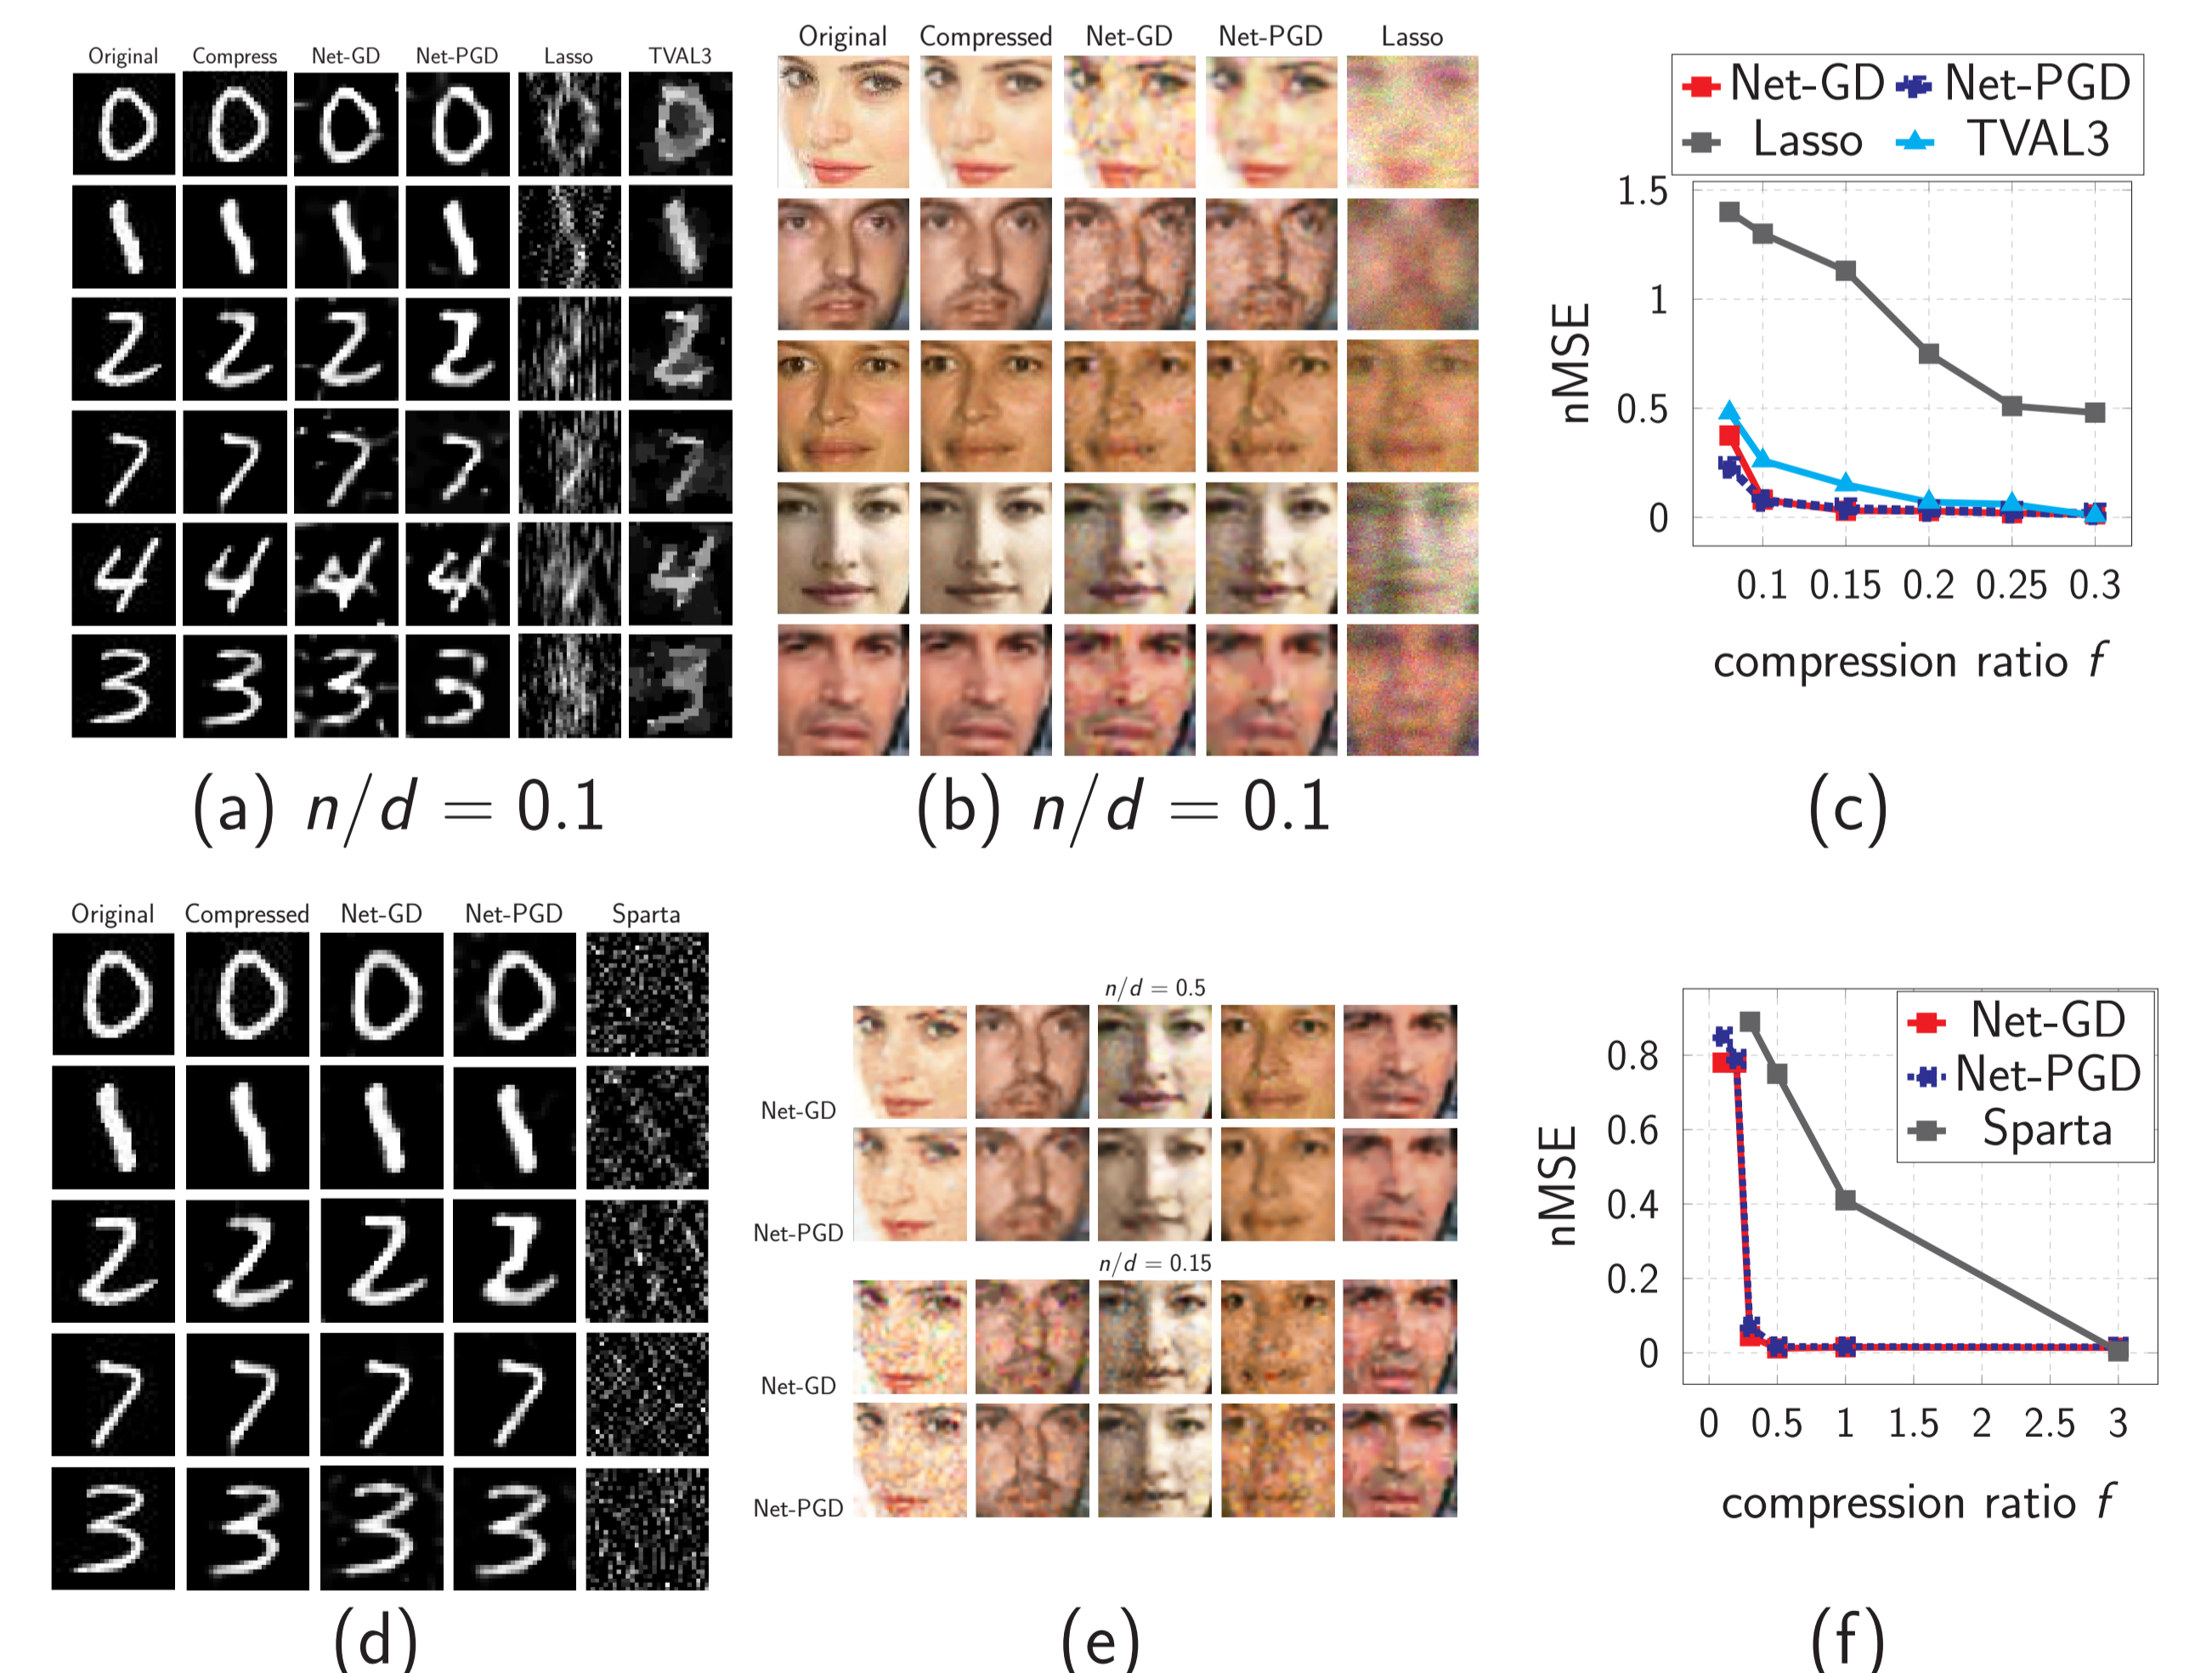 Original Compress Net-GD Net-PGD Lasso TVAL3
(a) n/d = 0.1
Original Compressed Net-GD Net-PGD Lasso
(b) n/d = 0.1
Net-GD Net-PGD
Lasso TVAL3
1.5
1
0.5
0
nMSE
0.1 0.15 0.2 0.25 0.3
compression ratio f
(c)
Original Compressed Net-GD Net-PGD Sparta
(d)
n/d = 0.5
Net-GD
Net-PGD
n/d = 0.15
Net-GD
Net-PGD
(e)
Net-GD
Net-PGD
Sparta
0.8
0.6
0.4
0.2
0
nMSE
0 0.5 1 1.5 2 2.5 3
compression ratio f
(f)